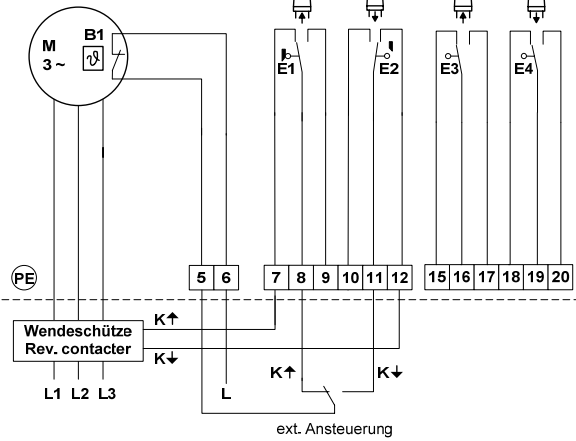 M
3 ~
B1
ϑ
E1
E2
E3
E4
PE
5 6 7 8 9 10 11 12 15 16 17 18 19 20
Wendeschütze
Rev. contacter
K
K
K
K
L1 L2 L3
L
ext. Ansteuerung